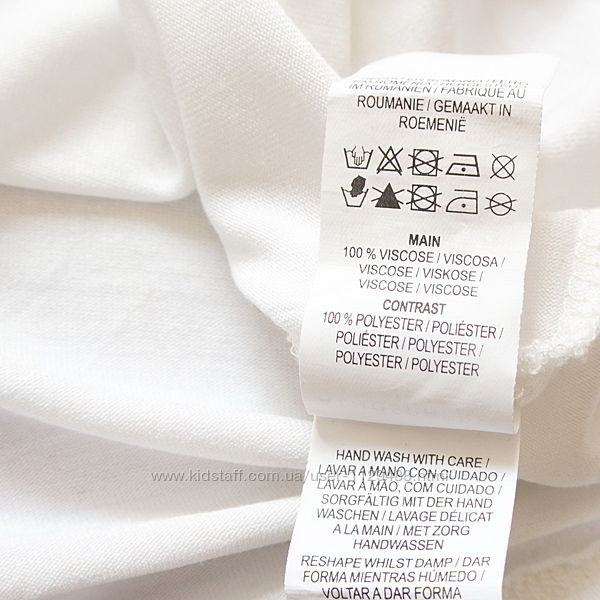 IM RUMÄNIEN / FABRIQUÉ AU
ROUMANIE / GEMAAKT IN
ROEMENIË
MAIN
100 % VISCOSE / VISCOSA /
VISCOSE / VISKOSE /
VISCOSE / VISCOSE
CONTRAST
100 % POLYESTER / POLIÉSTER /
POLIÉSTER / POLYESTER /
POLYESTER / POLYESTER
HAND WASH WITH CARE /
LAVAR A MANO CON CUIDADO /
LAVAR À MÃO, COM CUIDADO /
SORGFÄLTIG MIT DER HAND
WASCHEN / LAVAGE DÉLICAT
A LA MAIN / MET ZORG
HANDWASSEN
RESHAPE WHILST DAMP / DAR
FORMA MIENTRAS HÚMEDO /
VOLTAR A DAR FORMA